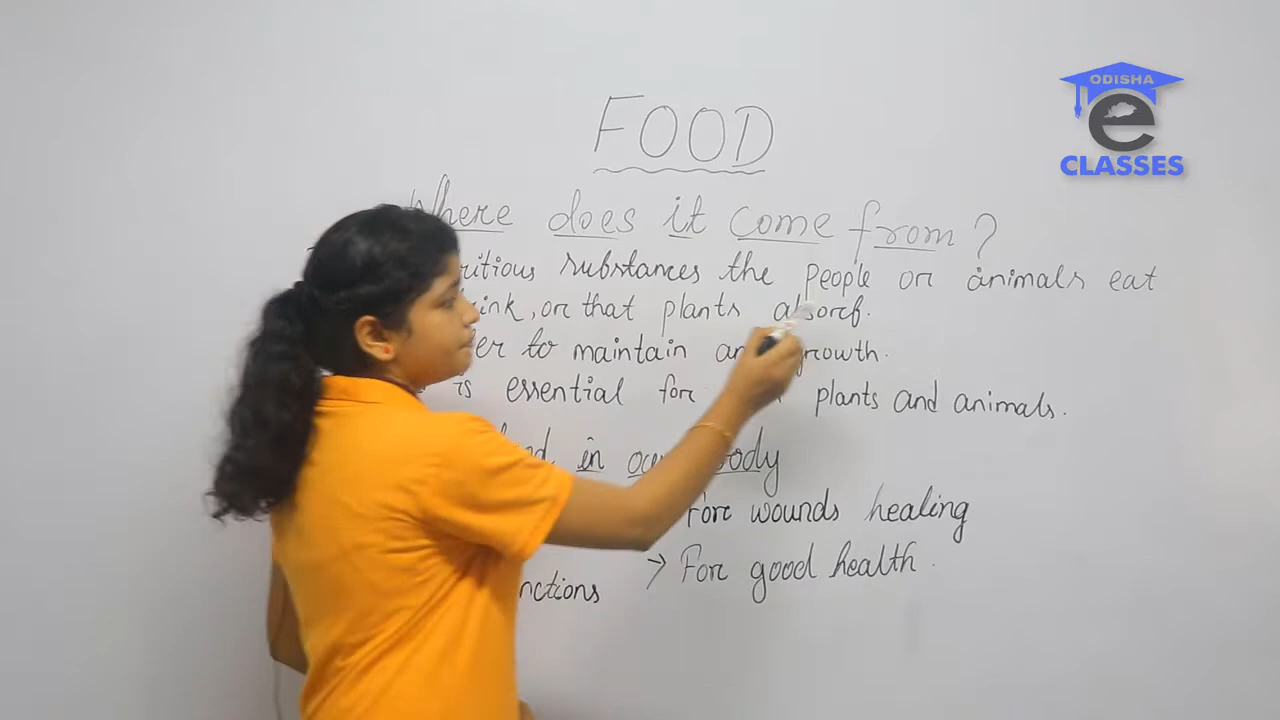 ODISHA
e
CLASSES
FOOD
Where does it come from?
substances the people or animals eat
or that plants absorb.
to maintain growth.
is essential for plants and animals.
in body
For wounds healing
→ For good health.